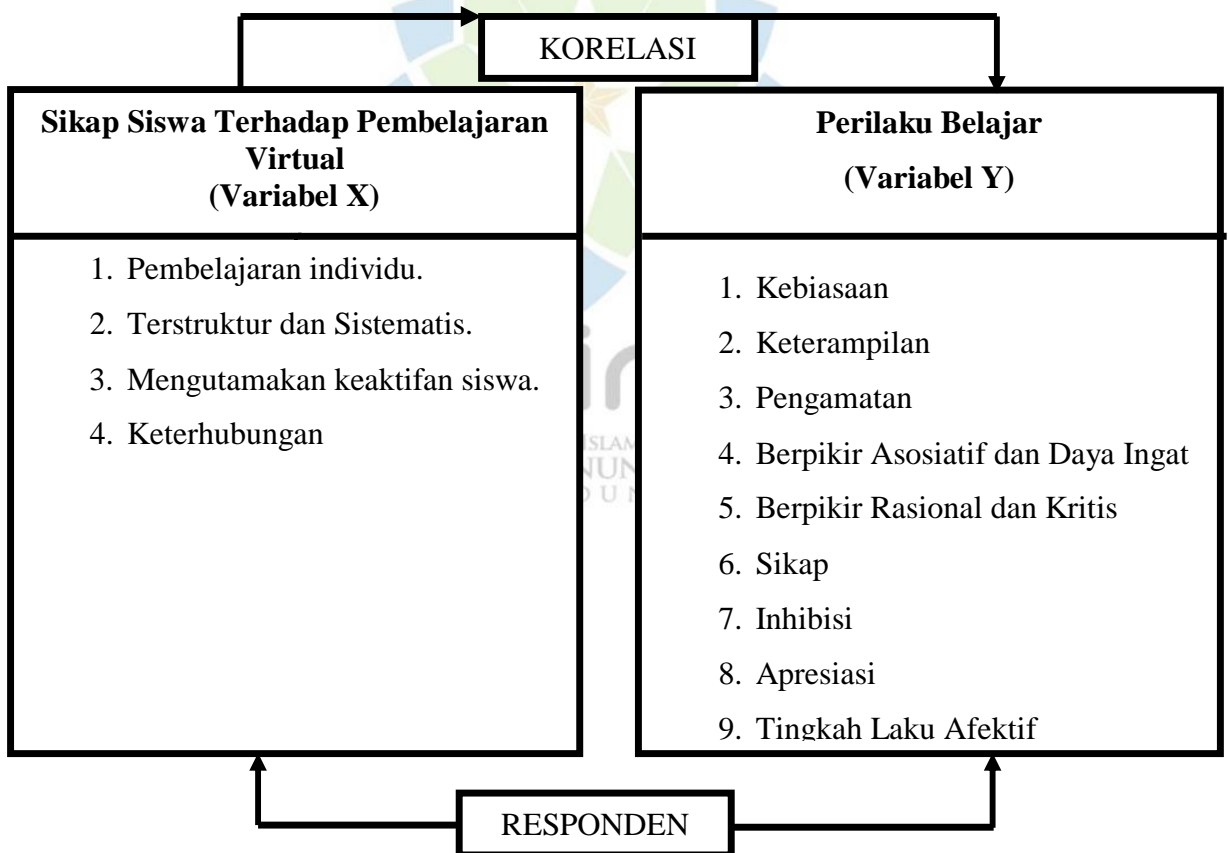 KORELASI
Sikap Siswa Terhadap Pembelajaran
Virtual
(Variabel X)
1. Pembelajaran individu.
2. Terstruktur dan Sistematis.
3. Mengutamakan keaktifan siswa.
4. Keterhubungan
Perilaku Belajar
(Variabel Y)
1. Kebiasaan
2. Keterampilan
3. Pengamatan
4. Berpikir Asosiatif dan Daya Ingat
5. Berpikir Rasional dan Kritis
6. Sikap
7. Inhibisi
8. Apresiasi
9. Tingkah Laku Afektif
RESPONDEN